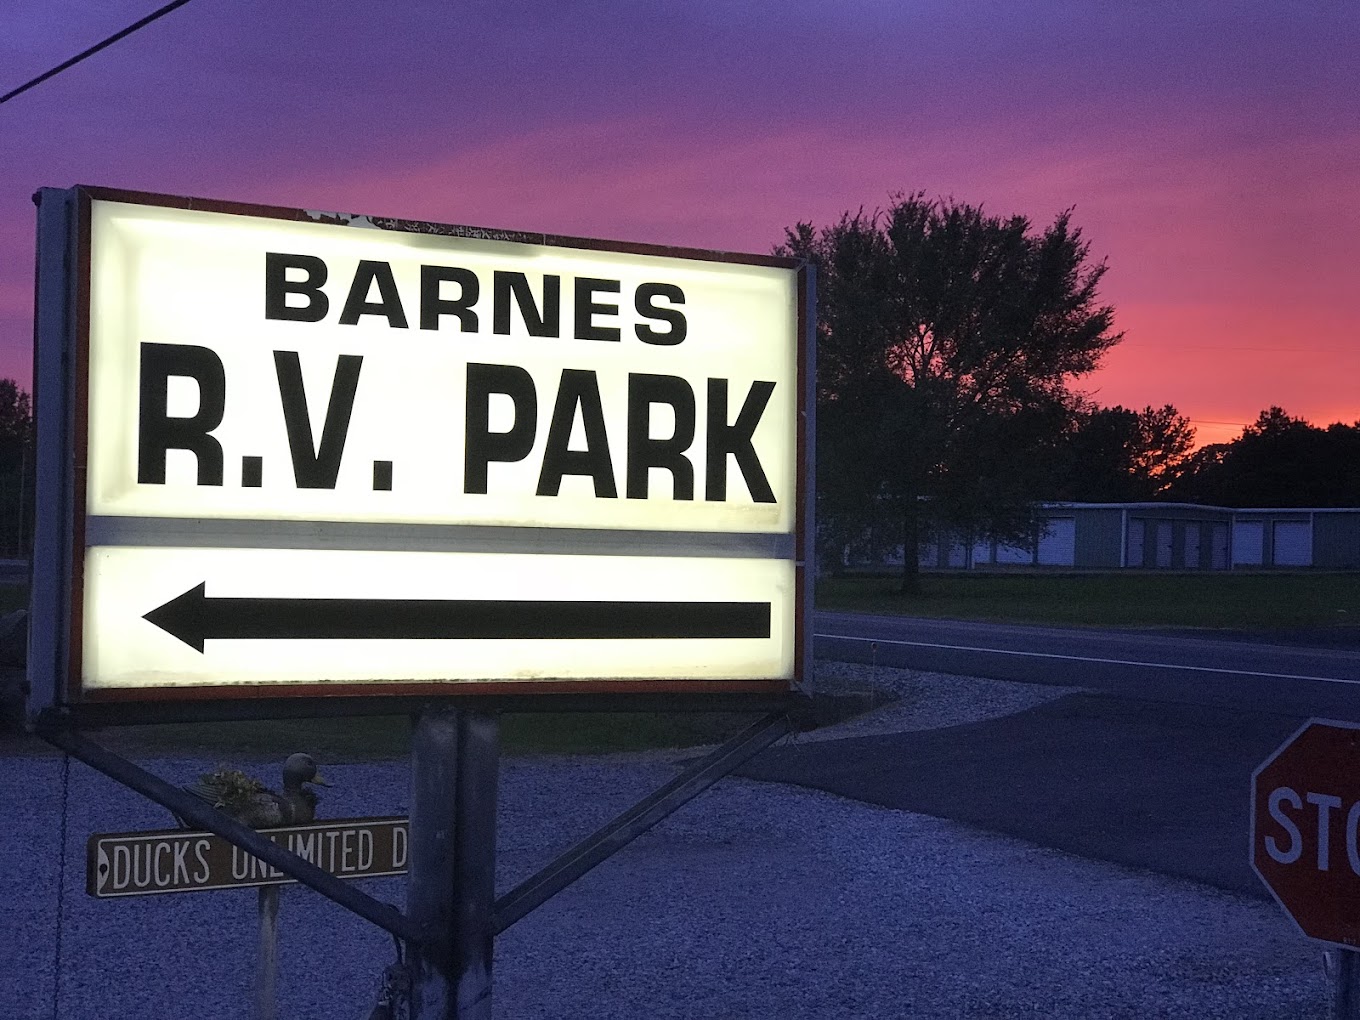 BARNES
R.V. PARK
DUCKS UNLIMITED D
STO